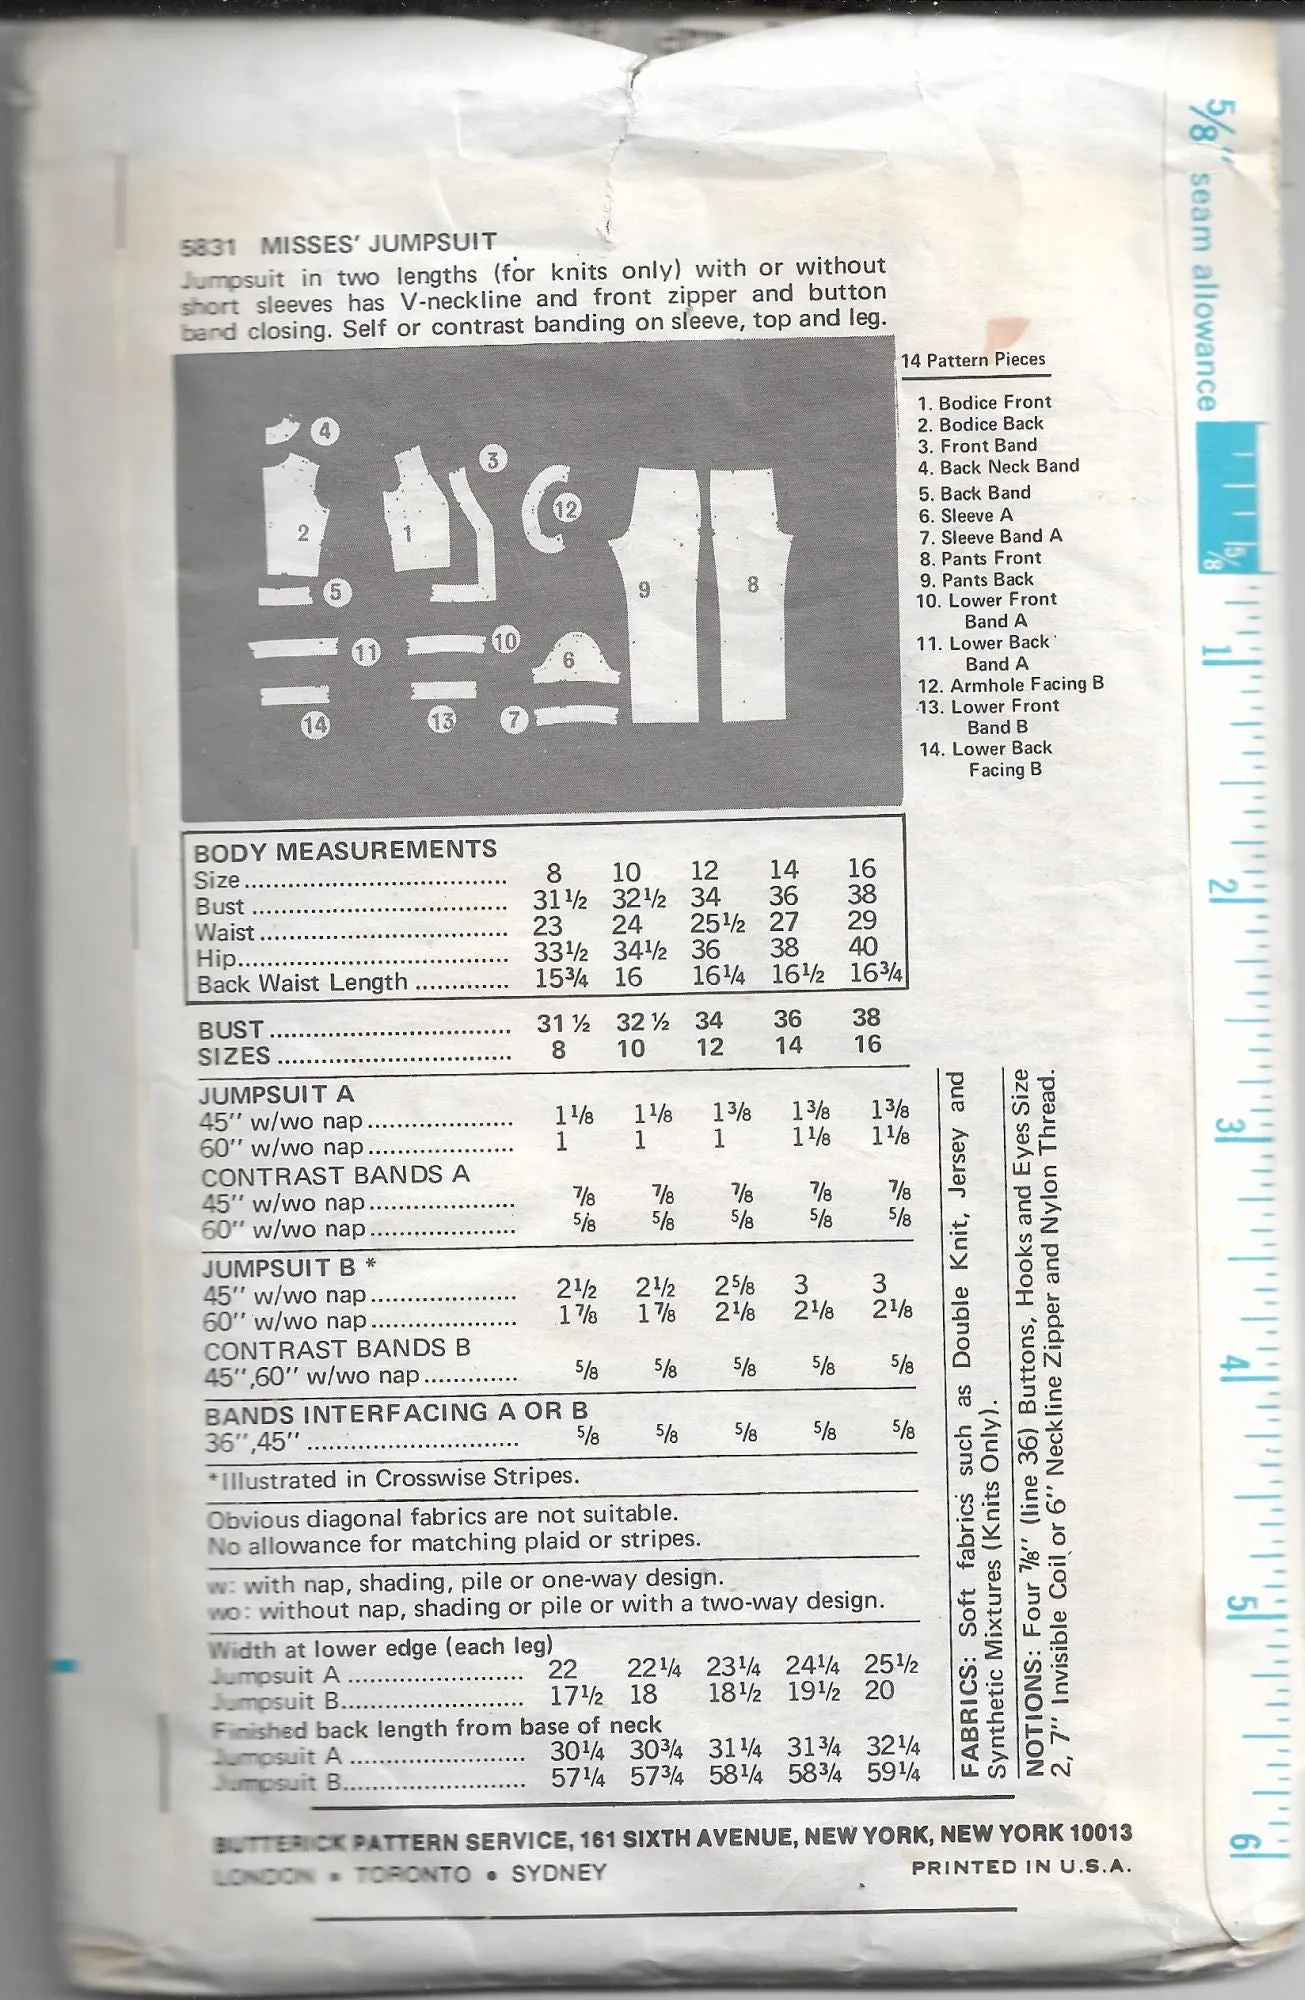 5831 MISSES' JUMPSUIT
Jumpsuit in two lengths (for knits only) with or without
short sleeves has V-neckline and front zipper and button
band closing. Self or contrast banding on sleeve, top and leg.
14 Pattern Pieces
1. Bodice Front
2. Bodice Back
3. Front Band
4. Back Neck Band
5. Back Band
6. Sleeve A
7. Sleeve Band A
8. Pants Front
9. Pants Back
10. Lower Front
Band A
11. Lower Back
Band A
12. Armhole Facing B
13. Lower Front
Band B
14. Lower Back
Facing B
4
3
12
2
1
5
9
8
11
10
6
14
13
7
BODY MEASUREMENTS
Size 8 10 12 14 16
Bust 31½ 32½ 34 36 38
Waist 23 24 25½ 27 29
Hip 33½ 34½ 36 38 40
Back Waist Length 15¾ 16 16¼ 16½ 16¾
BUST 31 ½ 32 ½ 34 36 38
SIZES 8 10 12 14 16
JUMPSUIT A
45" w/wo nap 1⅛ 1⅛ 1⅜ 1⅜ 1⅜
60" w/wo nap 1 1 1 1⅛ 1⅛
CONTRAST BANDS A
45" w/wo nap ⅞ ⅞ ⅞ ⅞ ⅞
60" w/wo nap ⅝ ⅝ ⅝ ⅝ ⅝
JUMPSUIT B *
45" w/wo nap 2½ 2½ 2⅝ 3 3
60" w/wo nap 1⅞ 1⅞ 2⅛ 2⅛ 2⅛
CONTRAST BANDS B
45",60" w/wo nap ⅝ ⅝ ⅝ ⅝ ⅝
BANDS INTERFACING A OR B
36",45" ⅝ ⅝ ⅝ ⅝ ⅝
*Illustrated in Crosswise Stripes.
Obvious diagonal fabrics are not suitable.
No allowance for matching plaid or stripes.
w: with nap, shading, pile or one-way design.
wo: without nap, shading or pile or with a two-way design.
Width at lower edge (each leg)
Jumpsuit A 22 22¼ 23¼ 24¼ 25½
Jumpsuit B 17½ 18 18½ 19½ 20
Finished back length from base of neck
Jumpsuit A 30¼ 30¾ 31¼ 31¾ 32¼
Jumpsuit B 57¼ 57¾ 58¼ 58¾ 59¼
FABRICS: Soft fabrics such as Double Knit, Jersey and
Synthetic Mixtures (Knits Only).
NOTIONS: Four ⅞" (line 36) Buttons, Hooks and Eyes Size
2, 7" Invisible Coil or 6" Neckline Zipper and Nylon Thread.
BUTTERICK PATTERN SERVICE, 161 SIXTH AVENUE, NEW YORK, NEW YORK 10013
LONDON • TORONTO • SYDNEY
PRINTED IN U.S.A.
5/8" seam allowance
5/8
1
2
3
4
5
6